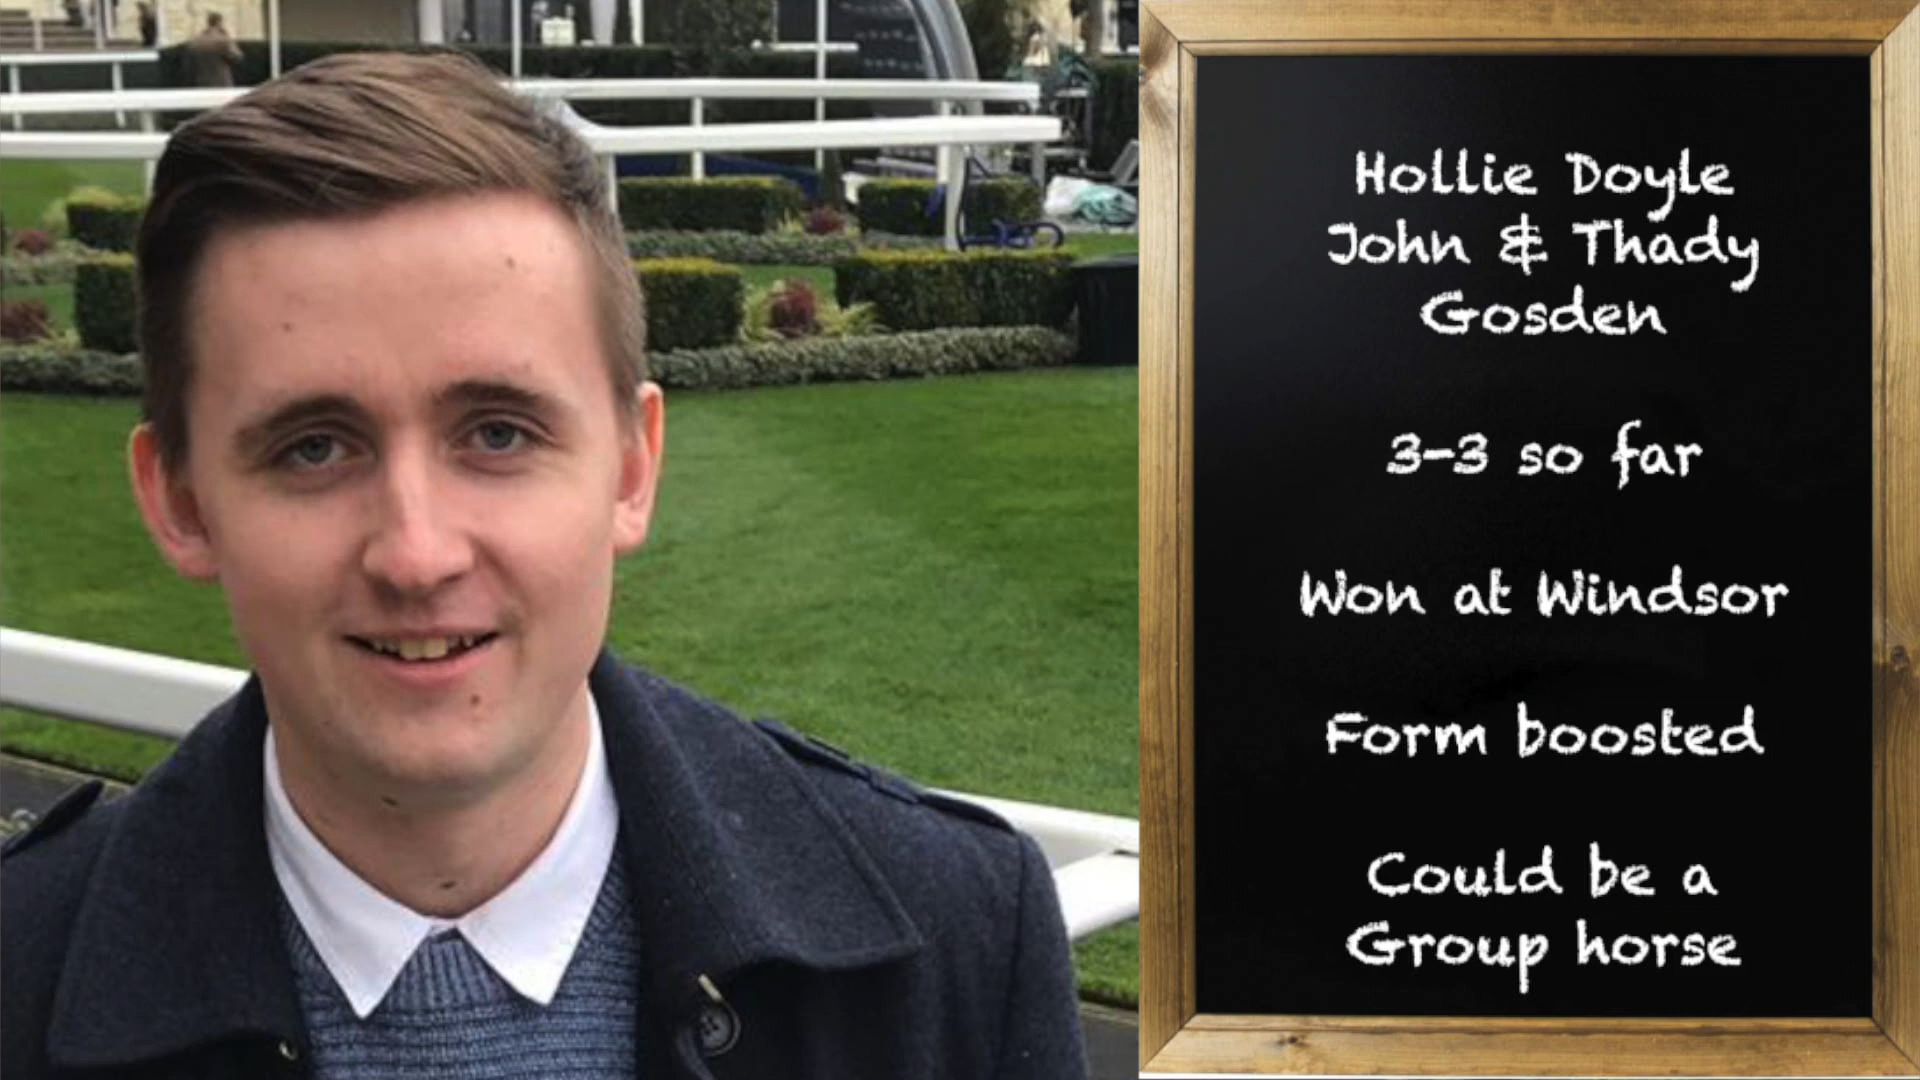 Hollie Doyle
John & Thady
Gosden
3-3 so far
Won at Windsor
Form boosted
Could be a
Group horse